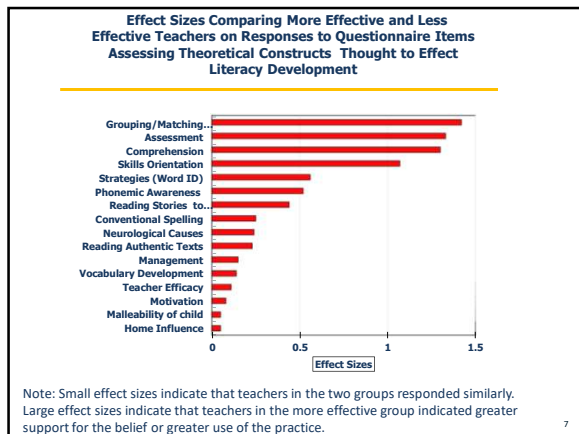 Effect Sizes Comparing More Effective and Less
Effective Teachers on Responses to Questionnaire Items
Assessing Theoretical Constructs Thought to Effect
Literacy Development
Grouping/Matching...
Assessment
Comprehension
Skills Orientation
Strategies (Word ID)
Phonemic Awareness
Reading Stories to...
Conventional Spelling
Neurological Causes
Reading Authentic Texts
Management
Vocabulary Development
Teacher Efficacy
Motivation
Malleability of child
Home Influence
0 0.5 1 1.5
Effect Sizes
Note: Small effect sizes indicate that teachers in the two groups responded similarly.
Large effect sizes indicate that teachers in the more effective group indicated greater
support for the belief or greater use of the practice.
7